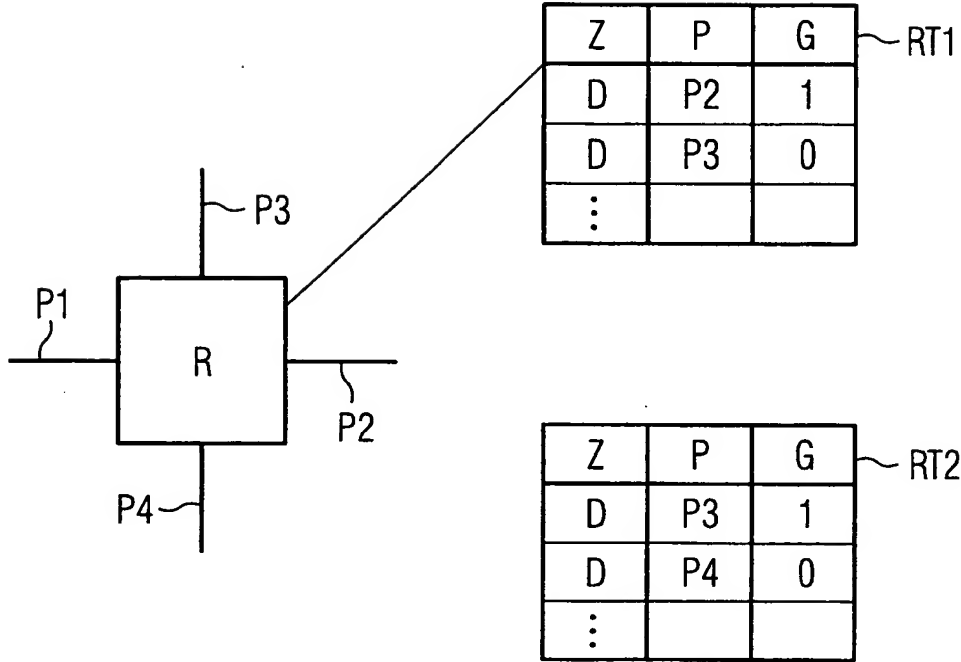 Z P G RT1
D P2 1
D P3 0
⋮
P3
P1
R
P2
P4
Z P G RT2
D P3 1
D P4 0
⋮